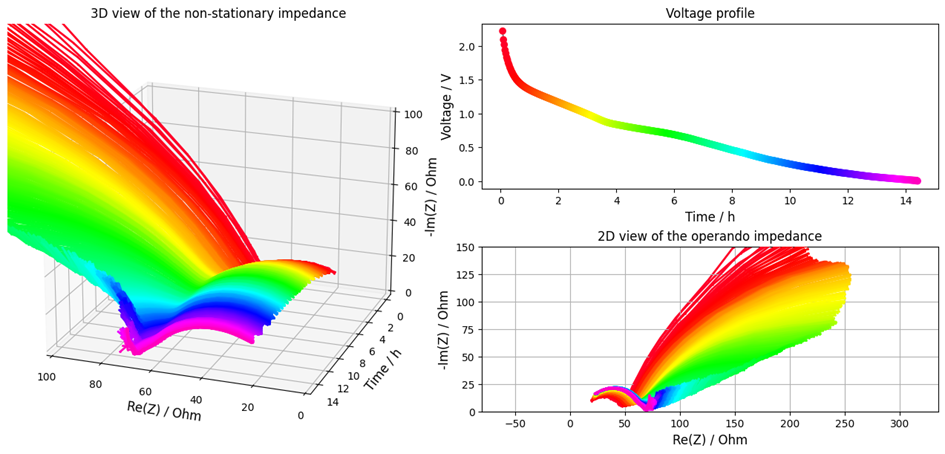 3D view of the non-stationary impedance
100
80
60
40
20
0
-Im(Z) / Ohm
0
2
4
6
8
10
12
14
Time / h
100
80
60
40
20
0
Re(Z) / Ohm
Voltage profile
2.0
1.5
1.0
0.5
0.0
Voltage / V
0 2 4 6 8 10 12 14
Time / h
2D view of the operando impedance
150
125
100
75
50
25
0
-Im(Z) / Ohm
−50 0 50 100 150 200 250 300
Re(Z) / Ohm